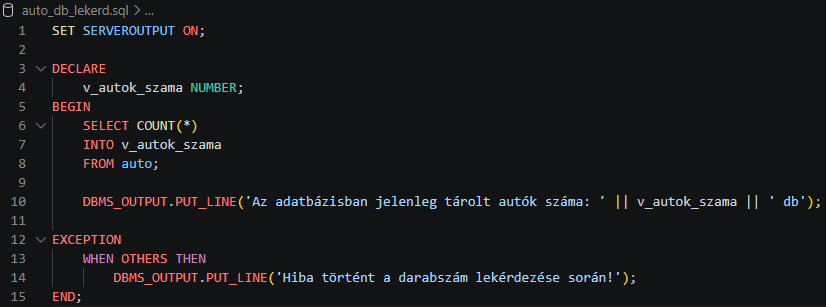 auto_db_lekerd.sql > ...
1 SET SERVEROUTPUT ON;
2
3 DECLARE
4     v_autok_szama NUMBER;
5 BEGIN
6     SELECT COUNT(*)
7     INTO v_autok_szama
8     FROM auto;
9
10     DBMS_OUTPUT.PUT_LINE('Az adatbázisban jelenleg tárolt autók száma: ' || v_autok_szama || ' db');
11
12 EXCEPTION
13     WHEN OTHERS THEN
14         DBMS_OUTPUT.PUT_LINE('Hiba történt a darabszám lekérdezése során!');
15 END;